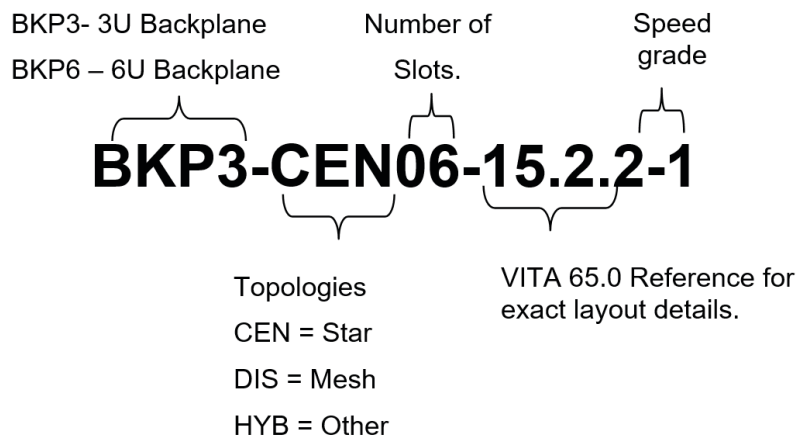 BKP3- 3U Backplane
BKP6 – 6U Backplane
Number of
Slots.
Speed
grade
BKP3-CEN06-15.2.2-1
Topologies
CEN = Star
DIS = Mesh
HYB = Other
VITA 65.0 Reference for
exact layout details.